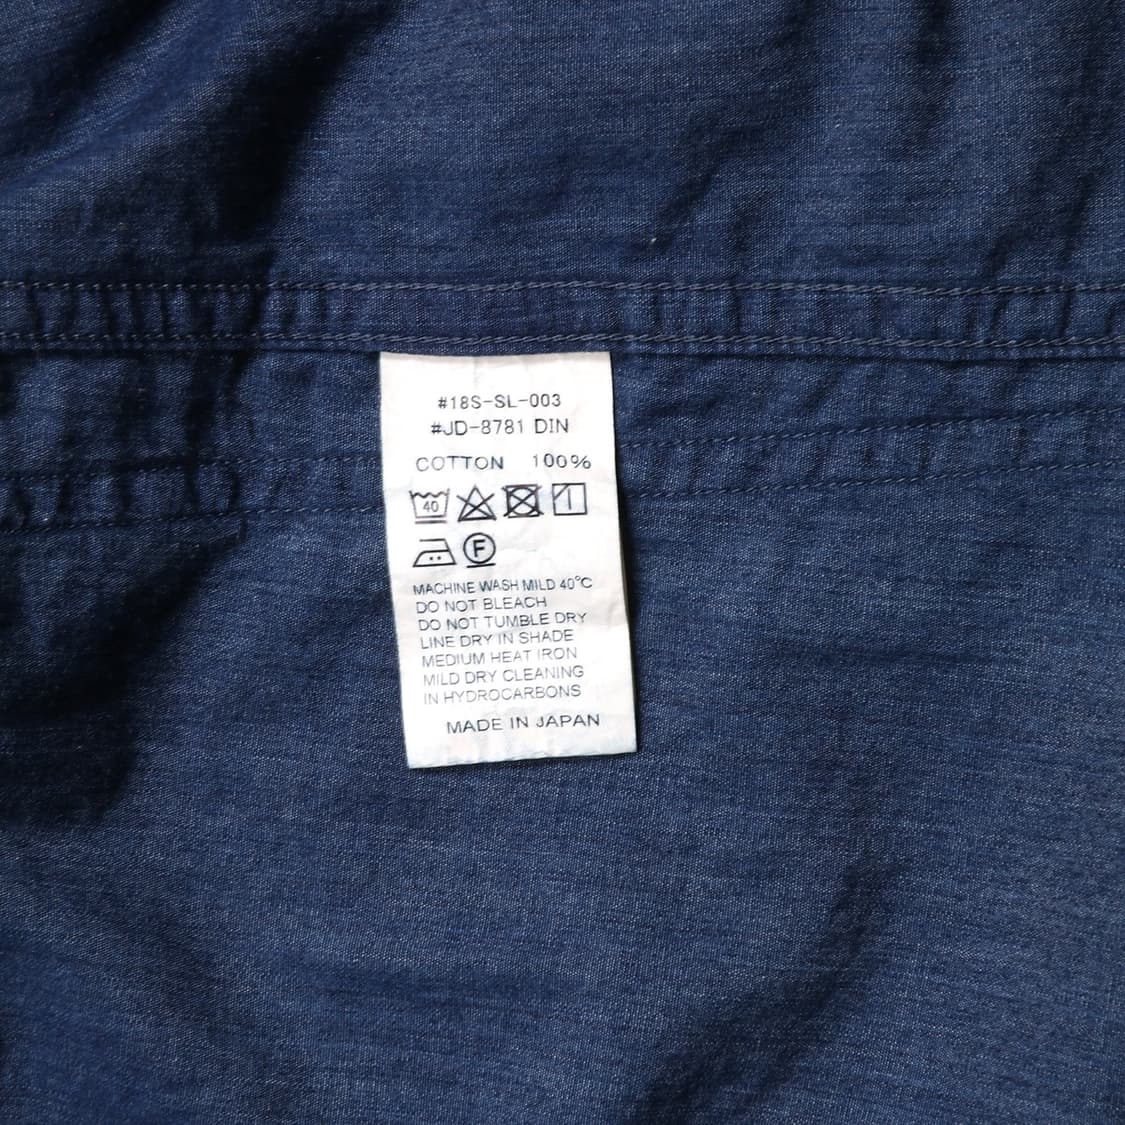 #18S-SL-003
#JD-8781 DIN
COTTON 100%
40
F
MACHINE WASH MILD 40°C
DO NOT BLEACH
DO NOT TUMBLE DRY
LINE DRY IN SHADE
MEDIUM HEAT IRON
MILD DRY CLEANING
IN HYDROCARBONS
MADE IN JAPAN